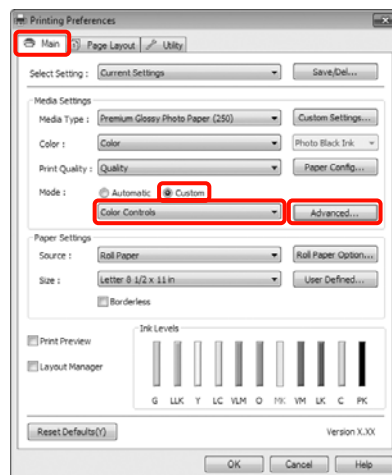 Printing Preferences
Main Page Layout Utility
Select Setting : Current Settings Save/Del...
Media Settings
Media Type : Premium Glossy Photo Paper (250) Custom Settings...
Color : Color Photo Black Ink
Print Quality : Quality Paper Config...
Mode : Automatic Custom
Color Controls Advanced...
Paper Settings
Source : Roll Paper Roll Paper Option...
Size : Letter 8 1/2 x 11 in User Defined...
Borderless
Print Preview
Layout Manager
Ink Levels
G LLK Y LC VLM O MK VM LK C PK
Reset Defaults(Y) Version X.XX
OK Cancel Help